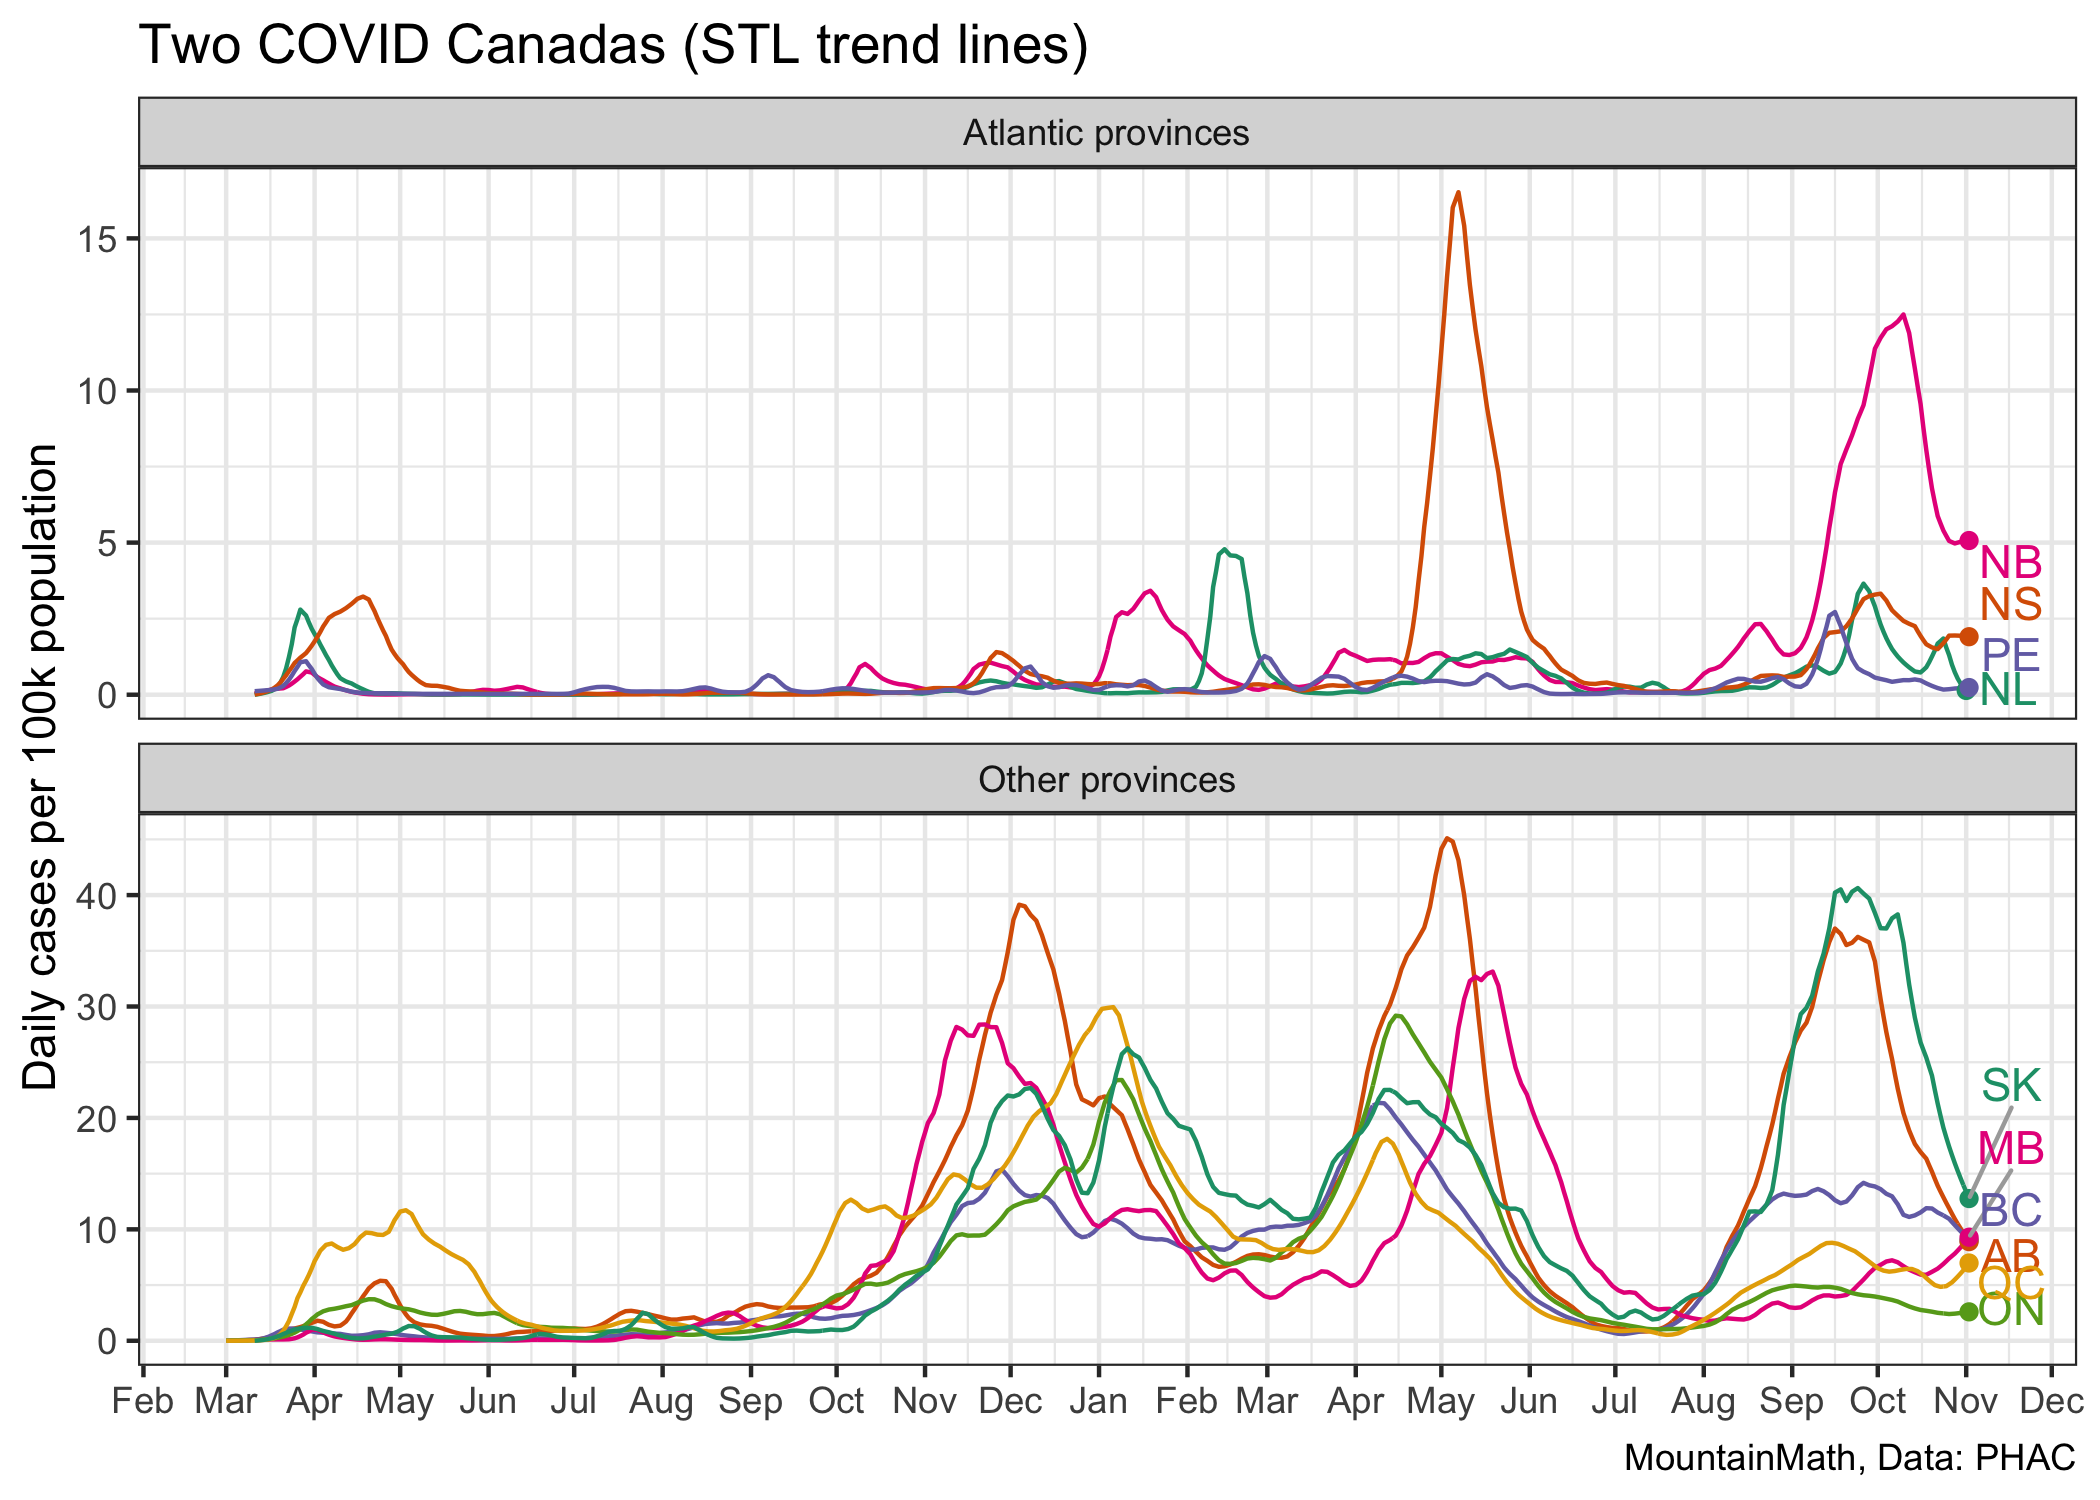 Two COVID Canadas (STL trend lines)
Atlantic provinces
15
10
5
0
NB
NS
PE
NL
Daily cases per 100k population
Other provinces
40
30
20
10
0
SK
MB
BC
AB
QC
ON
Feb Mar Apr May Jun Jul Aug Sep Oct Nov Dec Jan Feb Mar Apr May Jun Jul Aug Sep Oct Nov Dec
MountainMath, Data: PHAC